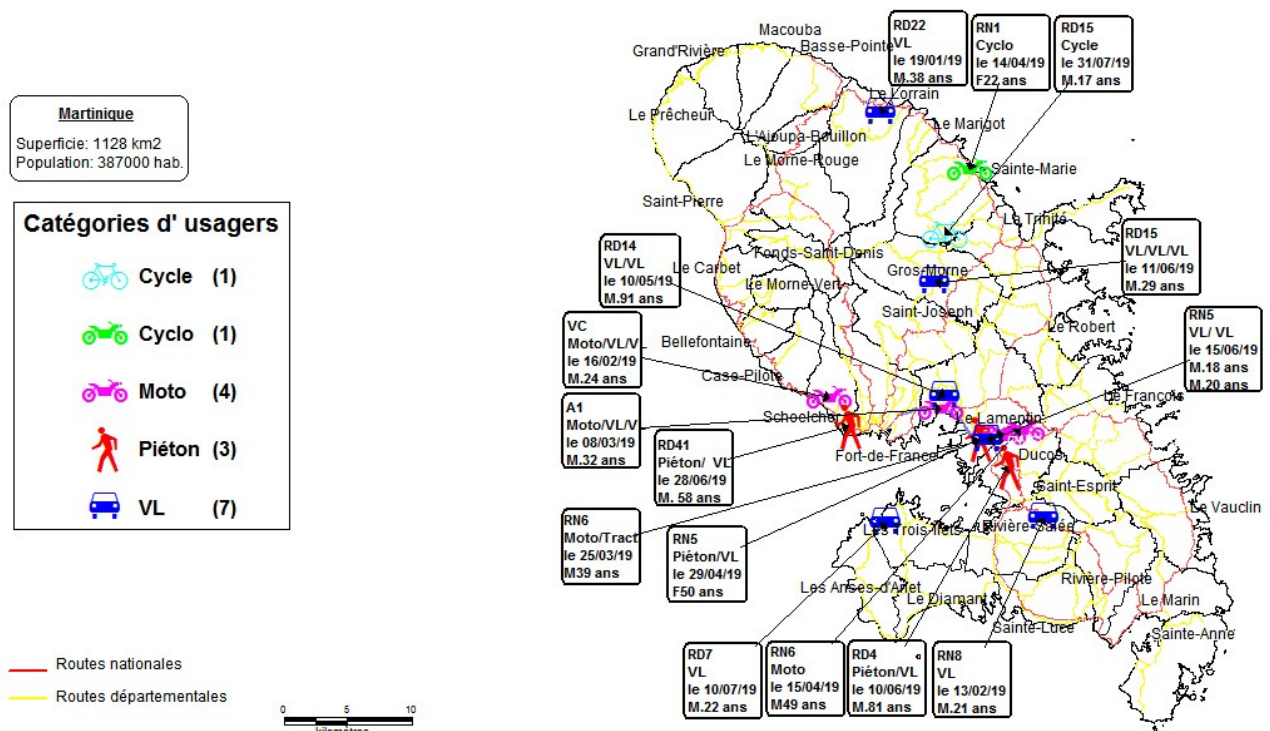 Martinique
Superficie: 1128 km2
Population: 387000 hab.
Catégories d' usagers
Cycle (1)
Cyclo (1)
Moto (4)
Piéton (3)
VL (7)
Routes nationales
Routes départementales
0 5 10
kilomètres
RD22
VL
le 19/01/19
M.38 ans
RN1
Cyclo
le 14/04/19
F22 ans
RD15
Cycle
le 31/07/19
M.17 ans
RD14
VL/VL
le 10/05/19
M.91 ans
RD15
VL/VL/VL
le 11/06/19
M.29 ans
VC
Moto/VL/V
le 16/02/19
M.24 ans
RN5
VL/ VL
le 15/06/19
M.18 ans
M.20 ans
A1
Moto/VL/V
le 08/03/19
M.32 ans
RD41
Piéton/ VL
le 28/06/19
M. 58 ans
RN6
Moto/Tract
le 25/03/19
M39 ans
RN5
Piéton/VL
le 29/04/19
F50 ans
RD7
VL
le 10/07/19
M.22 ans
RN6
Moto
le 15/04/19
M49 ans
RD4
Piéton/VL
le 10/06/19
M.81 ans
RN8
VL
le 13/02/19
M.21 ans
Macouba
Grand'Rivière
Basse-Pointe
Le Lorrain
Le Prêcheur
Le Marigot
L'Ajoupa-Bouillon
Le Morne-Rouge
Sainte-Marie
Saint-Pierre
La Trinité
Fonds-Saint-Denis
Le Carbet
Gros-Morne
Le Morne-Vert
Saint-Joseph
Le Robert
Bellefontaine
Case-Pilote
Le François
Schoelcher
Le Lamentin
Fort-de-France
Ducos
Saint-Esprit
Le Vauclin
Les Trois-Ilets
Rivière-Salée
Rivière-Pilote
Les Anses-d'Arlet
Le Diamant
Le Marin
Sainte-Luce
Sainte-Anne